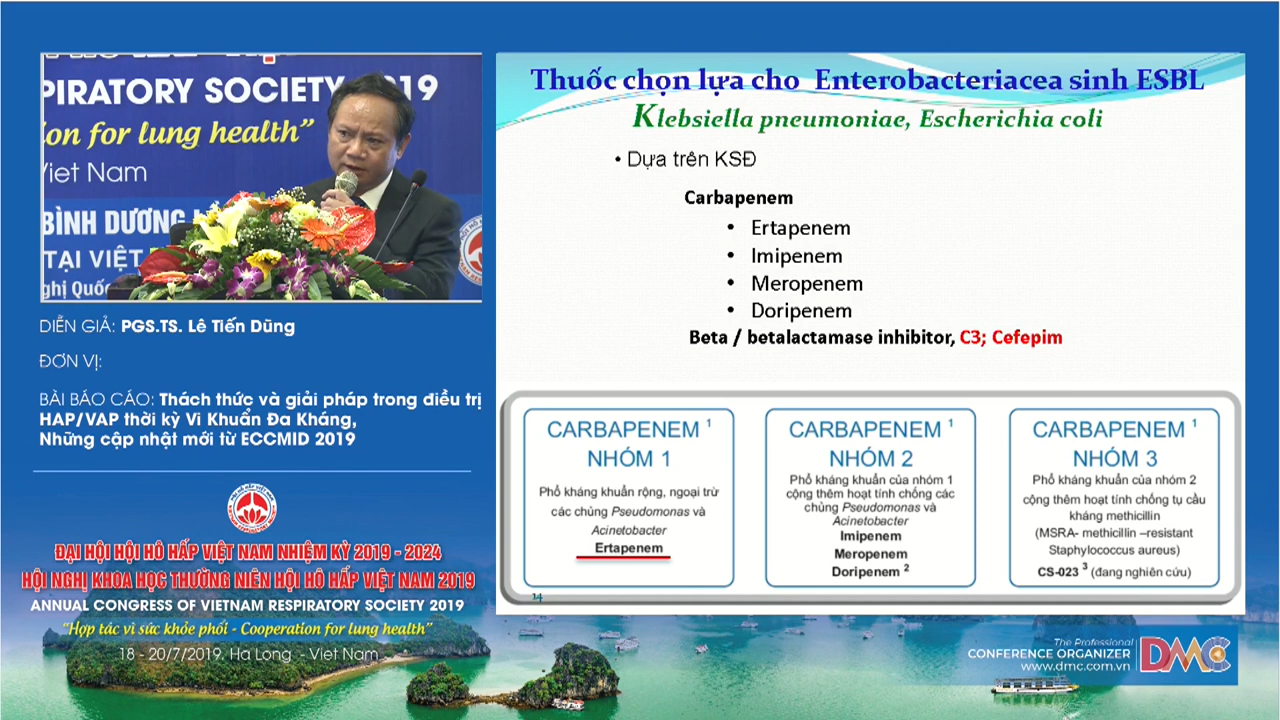 PIRATORY SOCIETY 2019
ion for lung health”
Viet Nam
BÌNH DƯƠNG
TẠI VIỆT
nghị Quốc
DIỄN GIẢ: PGS.TS. Lê Tiến Dũng
ĐƠN VỊ:
BÀI BÁO CÁO: Thách thức và giải pháp trong điều trị
HAP/VAP thời kỳ Vi Khuẩn Đa Kháng,
Những cập nhật mới từ ECCMID 2019
ĐẠI HỘI HỘI HÔ HẤP VIỆT NAM NHIỆM KỲ 2019 - 2024
HỘI NGHỊ KHOA HỌC THƯỜNG NIÊN HỘI HÔ HẤP VIỆT NAM 2019
ANNUAL CONGRESS OF VIETNAM RESPIRATORY SOCIETY 2019
“Hợp tác vì sức khỏe phổi - Cooperation for lung health”
18 - 20/7/2019. Ha Long - Viet Nam
Thuốc chọn lựa cho Enterobacteriacea sinh ESBL
Klebsiella pneumoniae, Escherichia coli
• Dựa trên KSĐ
Carbapenem
• Ertapenem
• Imipenem
• Meropenem
• Doripenem
Beta / betalactamase inhibitor, C3; Cefepim
CARBAPENEM ¹
NHÓM 1
Phổ kháng khuẩn rộng, ngoại trừ
các chủng Pseudomonas và
Acinetobacter
Ertapenem
CARBAPENEM ¹
NHÓM 2
Phổ kháng khuẩn của nhóm 1
cộng thêm hoạt tính chống các
chủng Pseudomonas và
Acinetobacter
Imipenem
Meropenem
Doripenem ²
CARBAPENEM ¹
NHÓM 3
Phổ kháng khuẩn của nhóm 2
cộng thêm hoạt tính chống tụ cầu
kháng methicillin
(MSRA- methicillin –resistant
Staphylococcus aureus)
CS-023 ³ (đang nghiên cứu)
14
The Professional
CONFERENCE ORGANIZER
www.dmc.com.vn
DMC